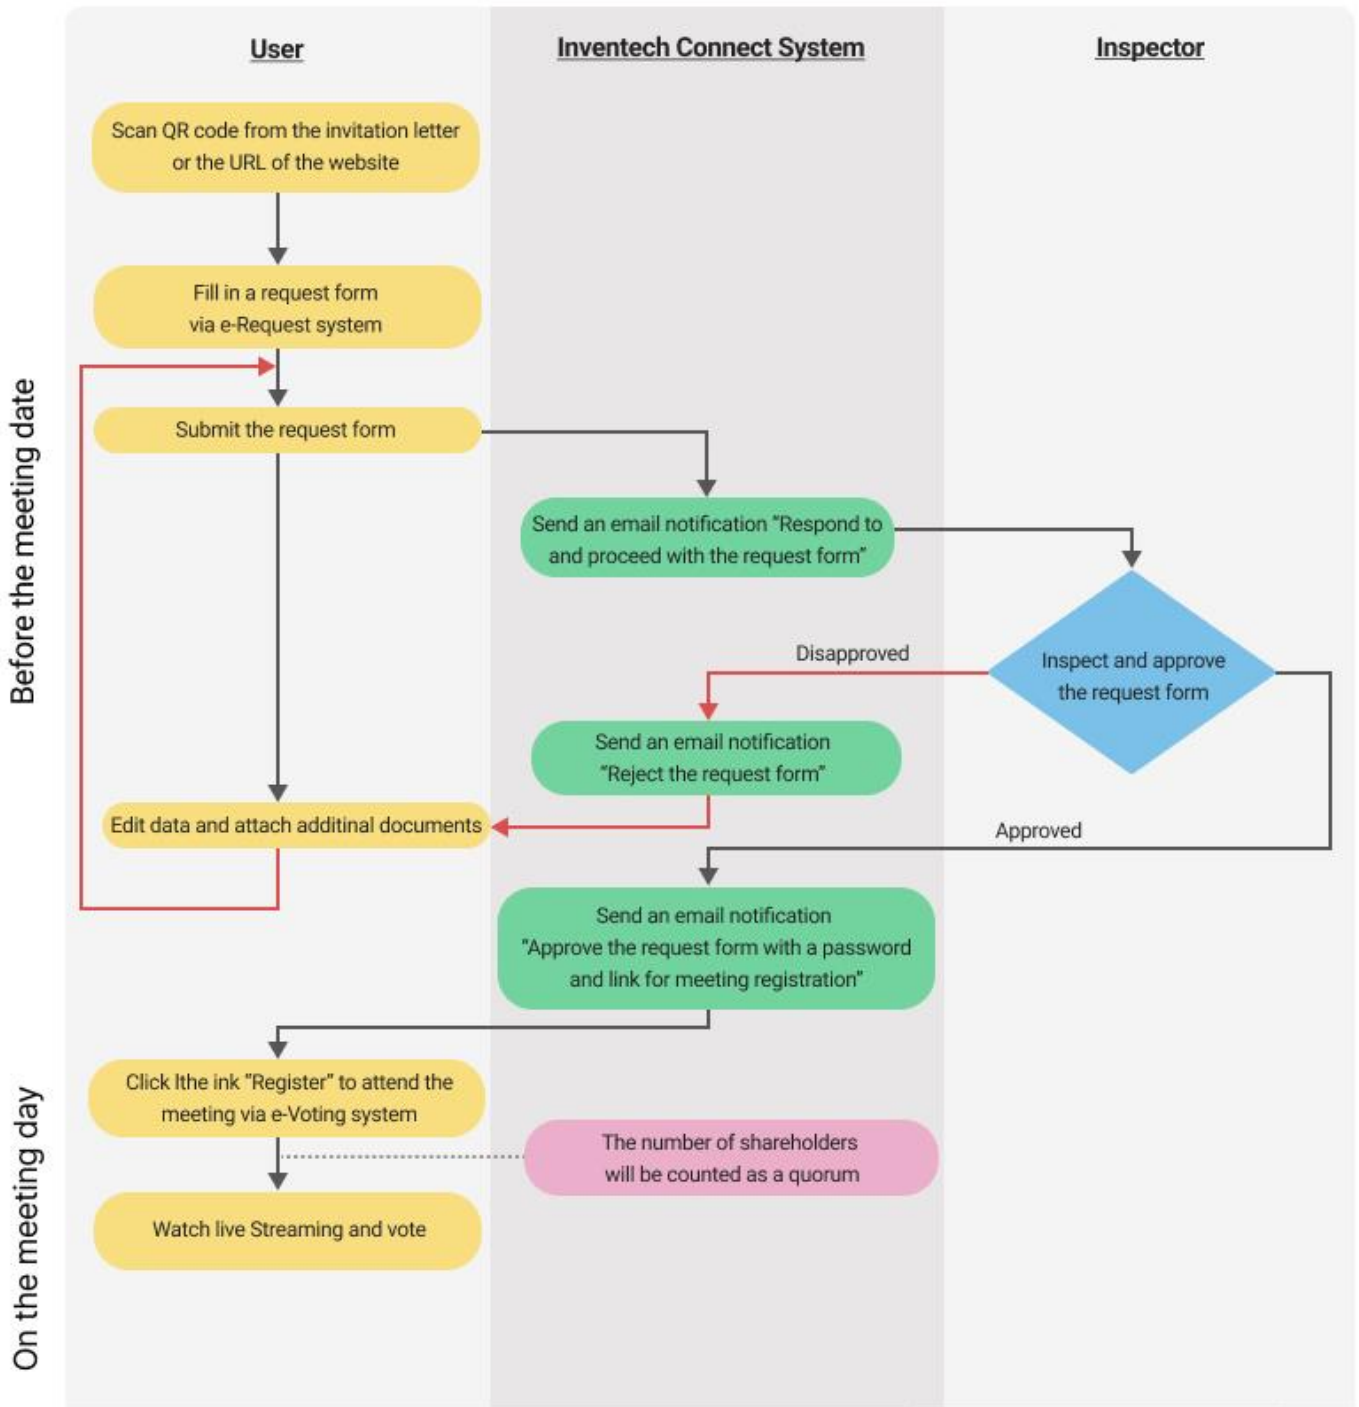 User
Inventech Connect System
Inspector
Scan QR code from the invitation letter
or the URL of the website
Fill in a request form
via e-Request system
Before the meeting date
Submit the request form
Send an email notification “Respond to
and proceed with the request form”
Inspect and approve
the request form
Disapproved
Send an email notification
“Reject the request form”
Edit data and attach additinal documents
Approved
Send an email notification
“Approve the request form with a password
and link for meeting registration”
On the meeting day
Click lthe ink “Register” to attend the
meeting via e-Voting system
The number of shareholders
will be counted as a quorum
Watch live Streaming and vote